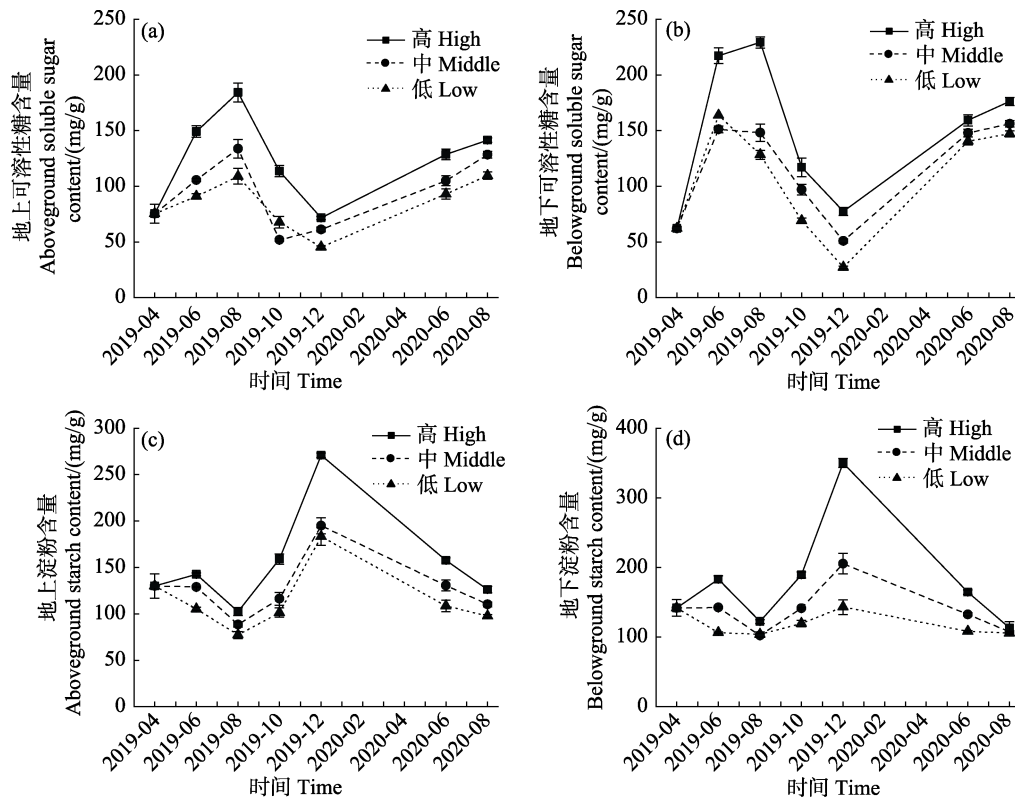 (a)
高 High
中 Middle
低 Low
地上可溶性糖含量
Aboveground soluble sugar
content/(mg/g)
250
200
150
100
50
0
2019-04
2019-06
2019-08
2019-10
2019-12
2020-02
2020-04
2020-06
2020-08
时间 Time
(b)
高 High
中 Middle
低 Low
地下可溶性糖含量
Belowground soluble sugar
content/(mg/g)
250
200
150
100
50
0
2019-04
2019-06
2019-08
2019-10
2019-12
2020-02
2020-04
2020-06
2020-08
时间 Time
(c)
高 High
中 Middle
低 Low
地上淀粉含量
Aboveground starch content/(mg/g)
300
250
200
150
100
50
0
2019-04
2019-06
2019-08
2019-10
2019-12
2020-02
2020-04
2020-06
2020-08
时间 Time
(d)
高 High
中 Middle
低 Low
地下淀粉含量
Belowground starch content/(mg/g)
400
300
200
100
0
2019-04
2019-06
2019-08
2019-10
2019-12
2020-02
2020-04
2020-06
2020-08
时间 Time